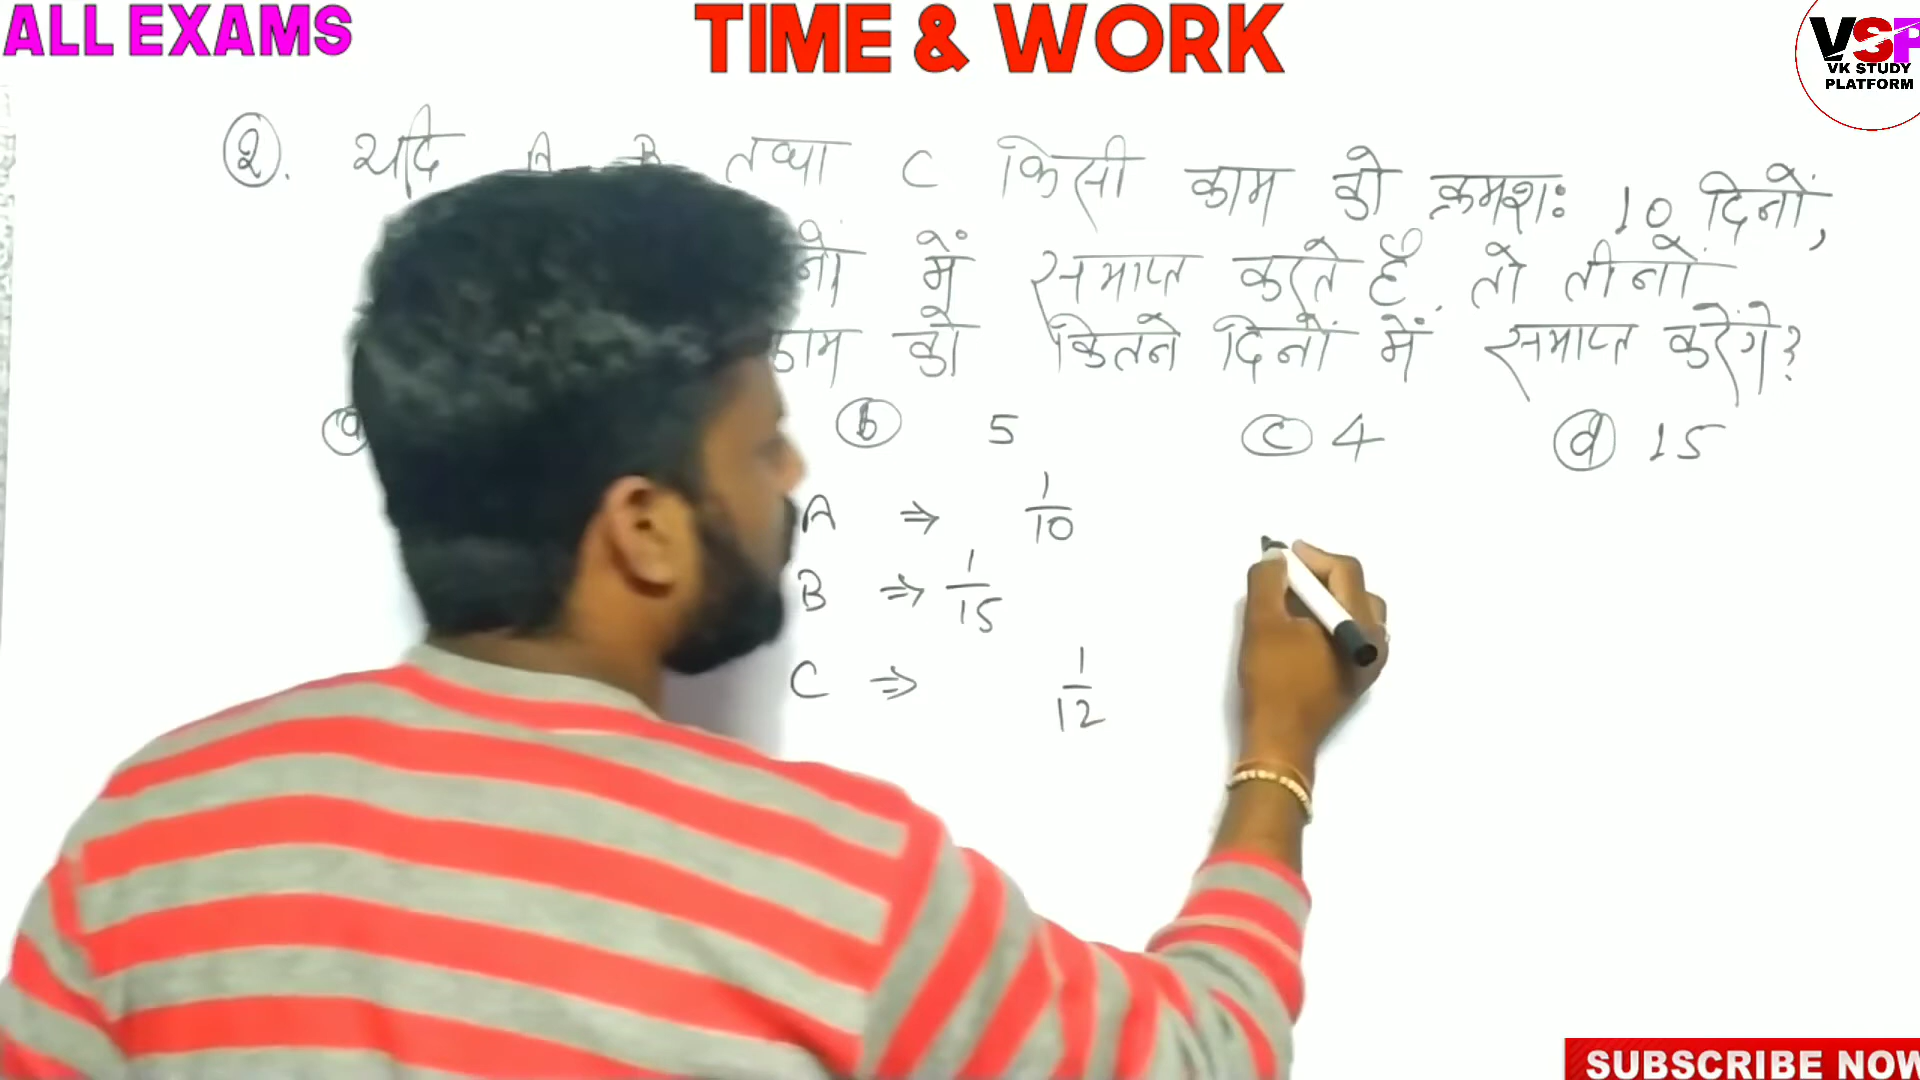 ALL EXAMS
TIME & WORK
VSP
VK STUDY
PLATFORM
2. यदि A B तथा C किसी काम को क्रमशः 10 दिनों,
में समाप्त करते हैं, तो तीनों
काम को कितने दिनों में समाप्त करेंगे?
b 5 c 4 d 15
A ⇒ 1/10
B ⇒ 1/15
C ⇒ 1/12
SUBSCRIBE NOW